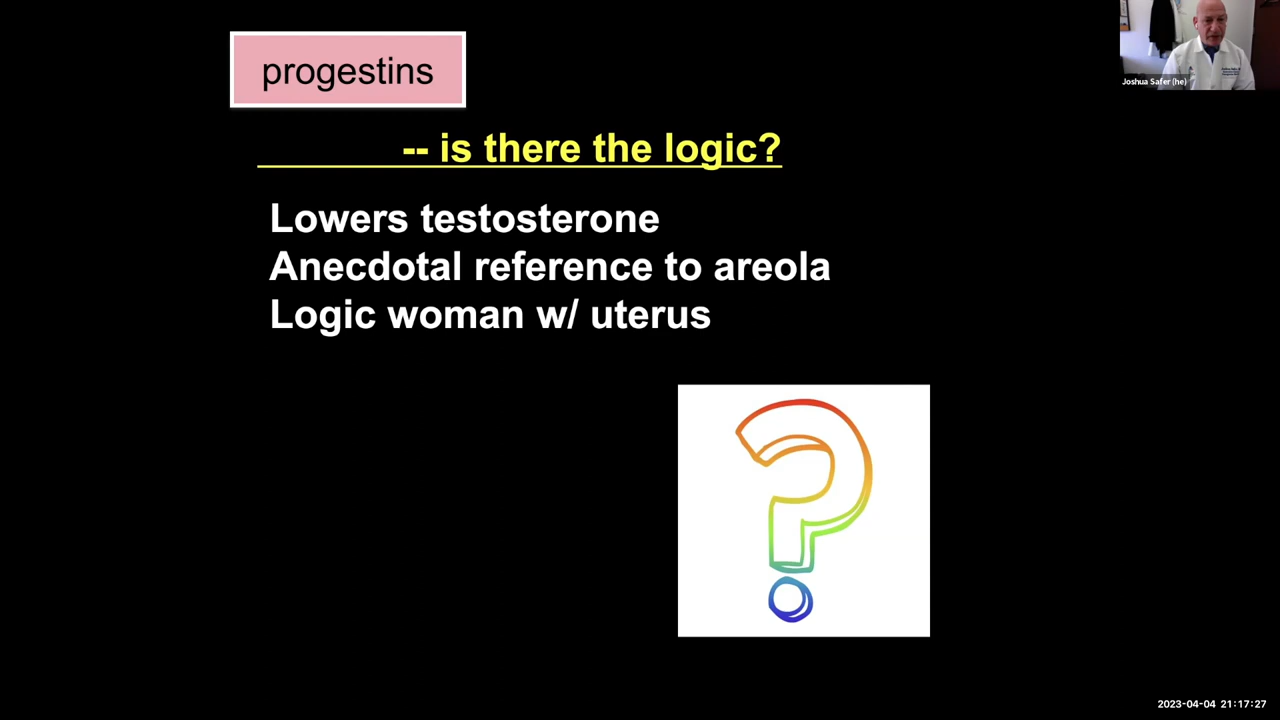 progestins
-- is there the logic?
Lowers testosterone
Anecdotal reference to areola
Logic woman w/ uterus
Joshua Safer (he)
2023-04-04 21:17:27